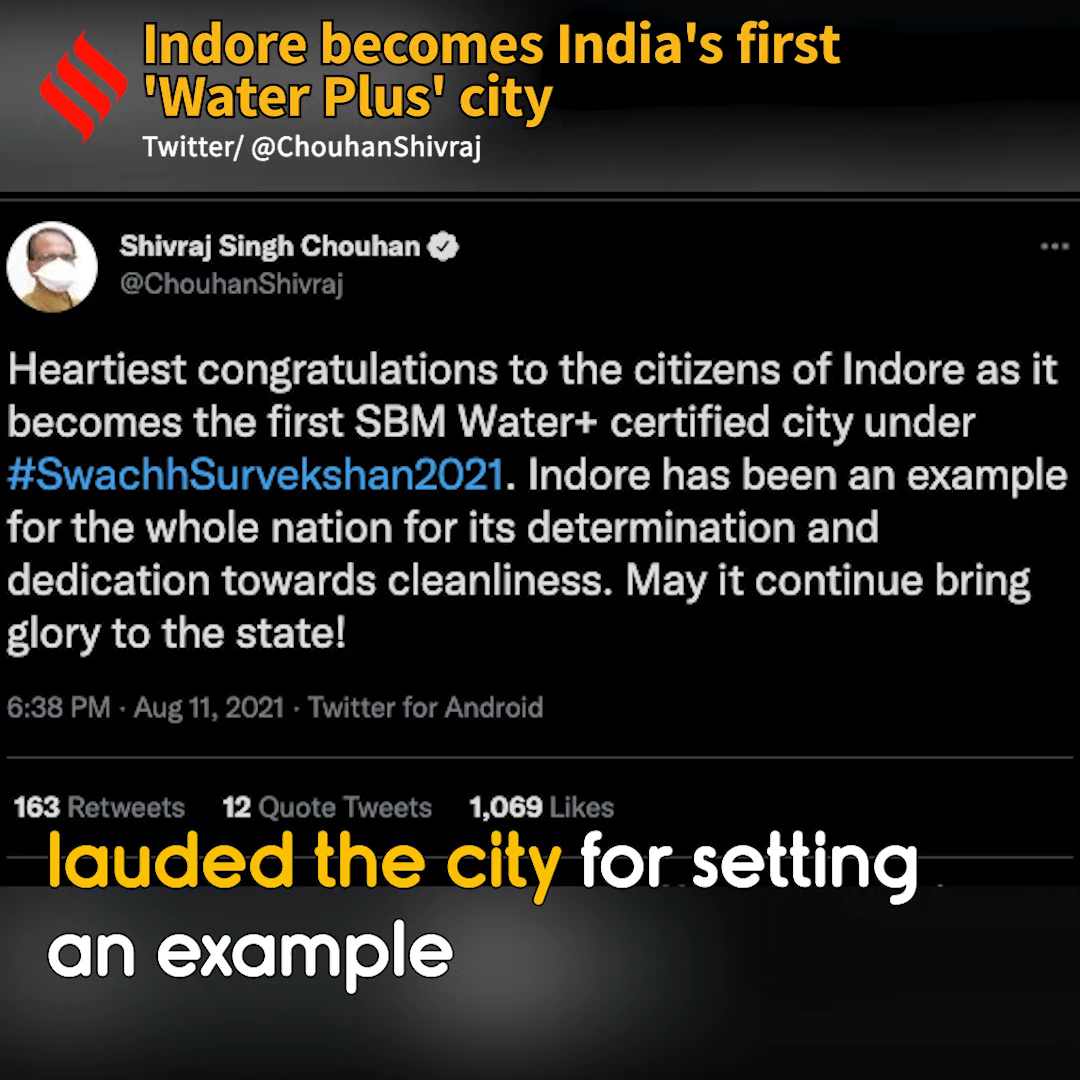 Indore becomes India's first
'Water Plus' city
Twitter/ @ChouhanShivraj
Shivraj Singh Chouhan
@ChouhanShivraj
Heartiest congratulations to the citizens of Indore as it
becomes the first SBM Water+ certified city under
#SwachhSurvekshan2021. Indore has been an example
for the whole nation for its determination and
dedication towards cleanliness. May it continue bring
glory to the state!
6:38 PM · Aug 11, 2021 · Twitter for Android
163 Retweets 12 Quote Tweets 1,069 Likes
lauded the city for setting
an example